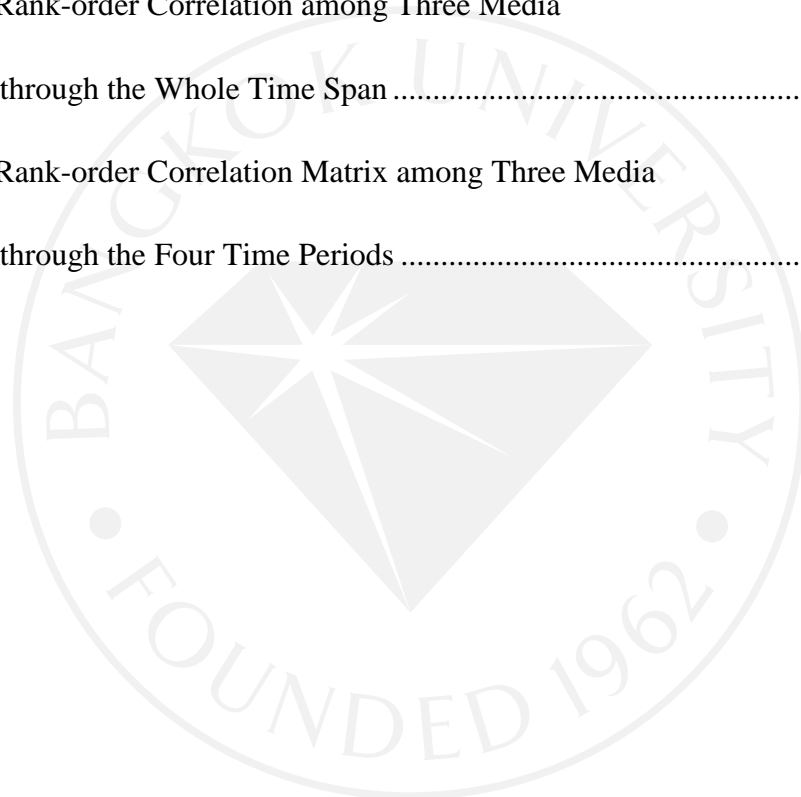 Rank-order Correlation among Three Media
through the Whole Time Span ...................................................
Rank-order Correlation Matrix among Three Media
through the Four Time Periods ..................................................
BANGKOK UNIVERSITY
• FOUNDED 1962 •